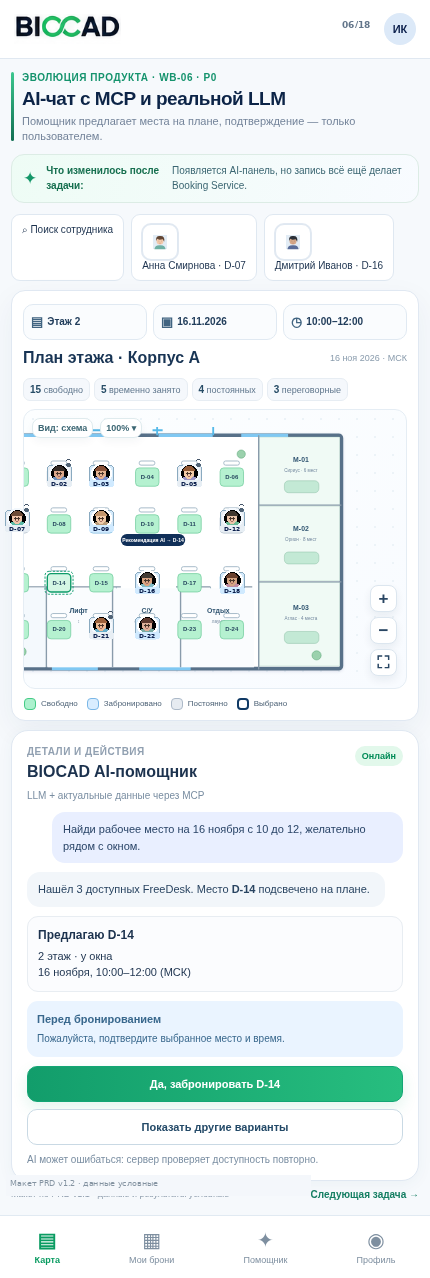 BIOCAD
06/18
ИК
ЭВОЛЮЦИЯ ПРОДУКТА · WB-06 · P0
AI-чат с MCP и реальной LLM
Помощник предлагает места на плане, подтверждение — только
пользователем.
Что изменилось после
задачи:
Появляется AI-панель, но запись всё ещё делает
Booking Service.
Поиск сотрудника
Анна Смирнова · D-07
Дмитрий Иванов · D-16
Этаж 2
16.11.2026
10:00–12:00
План этажа · Корпус А
16 ноя 2026 · МСК
15 свободно
5 временно занято
4 постоянных
3 переговорные
Вид: схема
100% ▾
D-02
D-03
D-04
D-05
D-06
M-01
Сириус · 6 мест
D-07
D-08
D-09
D-10
D-11
D-12
Рекомендация AI → D-14
M-02
Орион · 8 мест
D-14
D-15
D-16
D-17
D-18
Лифт
С/У
Отдых
M-03
Атлас · 4 места
D-20
D-21
D-22
D-23
D-24
+
−
Свободно
Забронировано
Постоянно
Выбрано
ДЕТАЛИ И ДЕЙСТВИЯ
BIOCAD AI-помощник
Онлайн
LLM + актуальные данные через MCP
Найди рабочее место на 16 ноября с 10 до 12, желательно
рядом с окном.
Нашёл 3 доступных FreeDesk. Место D-14 подсвечено на плане.
Предлагаю D-14
2 этаж · у окна
16 ноября, 10:00–12:00 (МСК)
Перед бронированием
Пожалуйста, подтвердите выбранное место и время.
Да, забронировать D-14
Показать другие варианты
AI может ошибаться: сервер проверяет доступность повторно.
Макет PRD v1.2 · данные условные
Следующая задача →
Карта
Мои брони
Помощник
Профиль